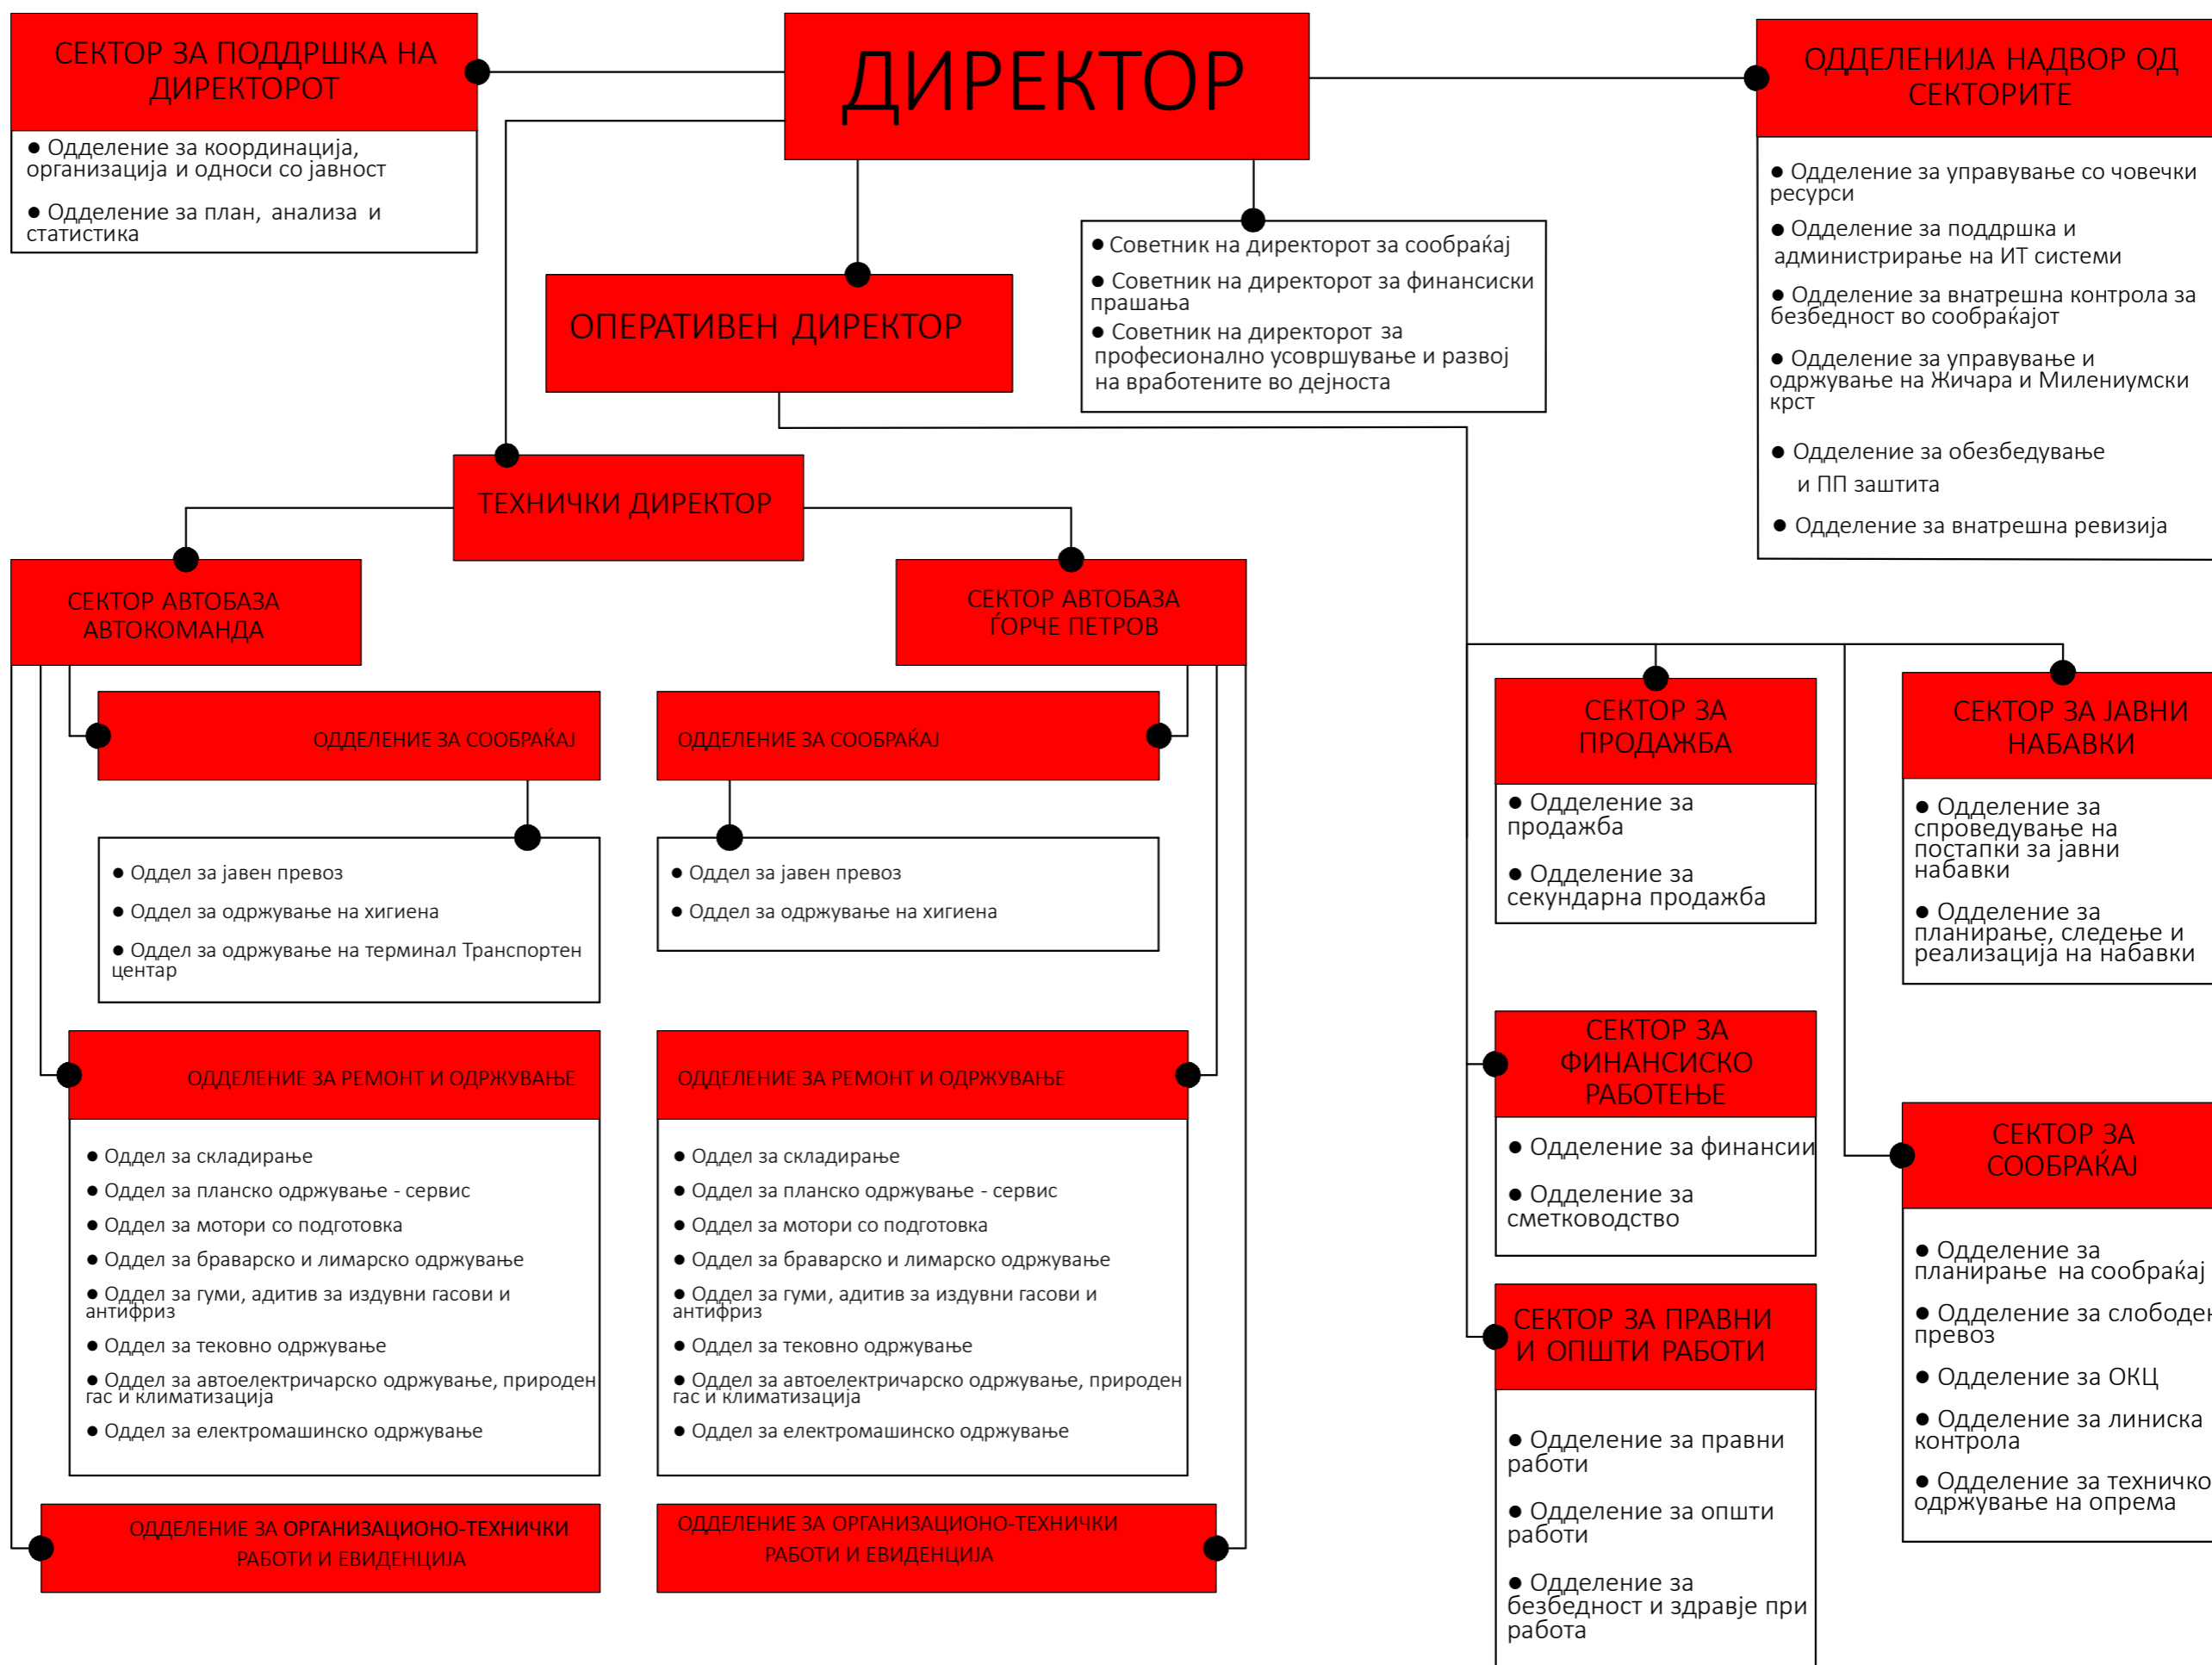 СЕКТОР ЗА ПОДДРШКА НА
ДИРЕКТОРОТ
● Одделение за координација,
организација и односи со јавност
● Одделение за план, анализа и
статистика
ДИРЕКТОР
ОДДЕЛЕНИЈА НАДВОР ОД
СЕКТОРИТЕ
● Одделение за управување со човечки
ресурси
● Одделение за поддршка и
администрирање на ИТ системи
● Одделение за внатрешна контрола за
безбедност во сообраќајот
● Одделение за управување и
одржување на Жичара и Милениумски
крст
● Одделение за обезбедување
и ПП заштита
● Одделение за внатрешна ревизија
● Советник на директорот за сообраќај
● Советник на директорот за финансиски
прашања
● Советник на директорот за
професионално усовршување и развој
на вработените во дејноста
ОПЕРАТИВЕН ДИРЕКТОР
ТЕХНИЧКИ ДИРЕКТОР
СЕКТОР АВТОБАЗА
АВТОКОМАНДА
СЕКТОР АВТОБАЗА
ЃОРЧЕ ПЕТРОВ
ОДДЕЛЕНИЕ ЗА СООБРАЌАЈ
● Оддел за јавен превоз
● Оддел за одржување на хигиена
● Оддел за одржување на терминал Транспортен
центар
ОДДЕЛЕНИЕ ЗА СООБРАЌАЈ
● Оддел за јавен превоз
● Оддел за одржување на хигиена
ОДДЕЛЕНИЕ ЗА РЕМОНТ И ОДРЖУВАЊЕ
● Оддел за складирање
● Оддел за планско одржување - сервис
● Оддел за мотори со подготовка
● Оддел за браварско и лимарско одржување
● Оддел за гуми, адитив за издувни гасови и
антифриз
● Оддел за тековно одржување
● Оддел за автоелектричарско одржување, природен
гас и климатизација
● Оддел за електромашинско одржување
ОДДЕЛЕНИЕ ЗА РЕМОНТ И ОДРЖУВАЊЕ
● Оддел за складирање
● Оддел за планско одржување - сервис
● Оддел за мотори со подготовка
● Оддел за браварско и лимарско одржување
● Оддел за гуми, адитив за издувни гасови и
антифриз
● Оддел за тековно одржување
● Оддел за автоелектричарско одржување, природен
гас и климатизација
● Оддел за електромашинско одржување
ОДДЕЛЕНИЕ ЗА ОРГАНИЗАЦИОНО-ТЕХНИЧКИ
РАБОТИ И ЕВИДЕНЦИЈА
ОДДЕЛЕНИЕ ЗА ОРГАНИЗАЦИОНО-ТЕХНИЧКИ
РАБОТИ И ЕВИДЕНЦИЈА
СЕКТОР ЗА
ПРОДАЖБА
● Одделение за
продажба
● Одделение за
секундарна продажба
СЕКТОР ЗА ЈАВНИ
НАБАВКИ
● Одделение за
спроведување на
постапки за јавни
набавки
● Одделение за
планирање, следење и
реализација на набавки
СЕКТОР ЗА
ФИНАНСИСКО
РАБОТЕЊЕ
● Одделение за финансии
● Одделение за
сметководство
СЕКТОР ЗА
СООБРАЌАЈ
● Одделение за
планирање на сообраќај
● Одделение за слободен
превоз
● Одделение за ОКЦ
● Одделение за линиска
контрола
● Одделение за техничко
одржување на опрема
СЕКТОР ЗА ПРАВНИ
И ОПШТИ РАБОТИ
● Одделение за правни
работи
● Одделение за општи
работи
● Одделение за
безбедност и здравје при
работа